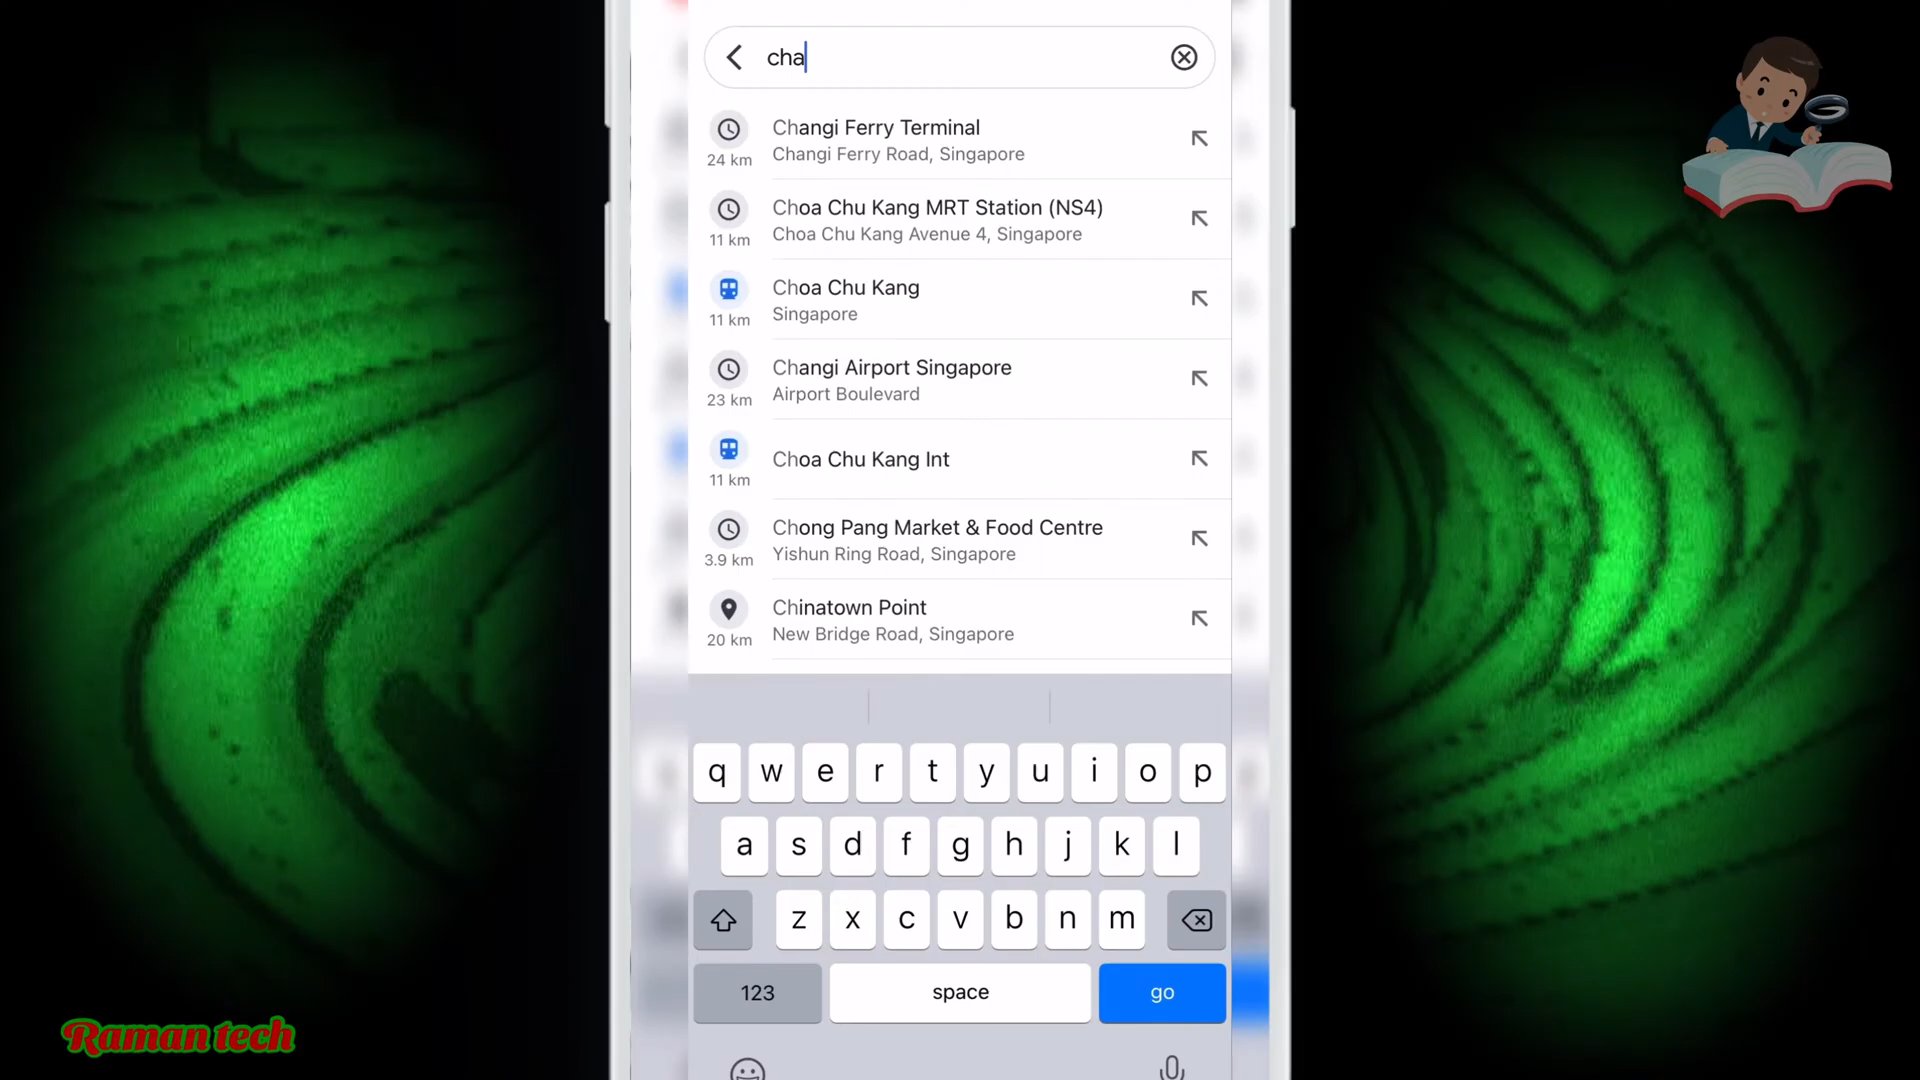 cha
Changi Ferry Terminal
24 km
Changi Ferry Road, Singapore
Choa Chu Kang MRT Station (NS4)
11 km
Choa Chu Kang Avenue 4, Singapore
Choa Chu Kang
11 km
Singapore
Changi Airport Singapore
23 km
Airport Boulevard
Choa Chu Kang Int
11 km
Chong Pang Market & Food Centre
3.9 km
Yishun Ring Road, Singapore
Chinatown Point
20 km
New Bridge Road, Singapore
q w e r t y u i o p
a s d f g h j k l
z x c v b n m
123 space go
Raman tech